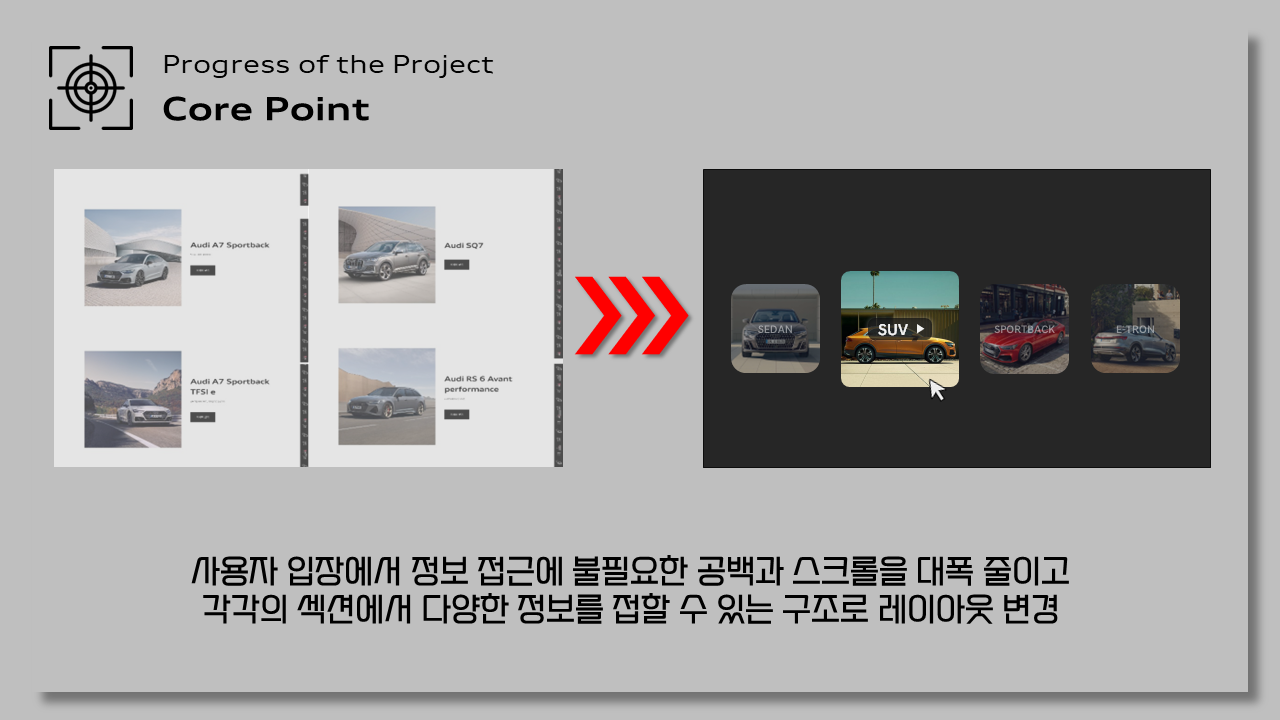 Progress of the Project
Core Point
Audi A7 Sportback
Audi SQ7
Audi A7 Sportback
TFSI e
Audi RS 6 Avant
performance
SEDAN
SUV
SPORTBACK
E-TRON
사용자 입장에서 정보 접근에 불필요한 공백과 스크롤을 대폭 줄이고
각각의 섹션에서 다양한 정보를 접할 수 있는 구조로 레이아웃 변경